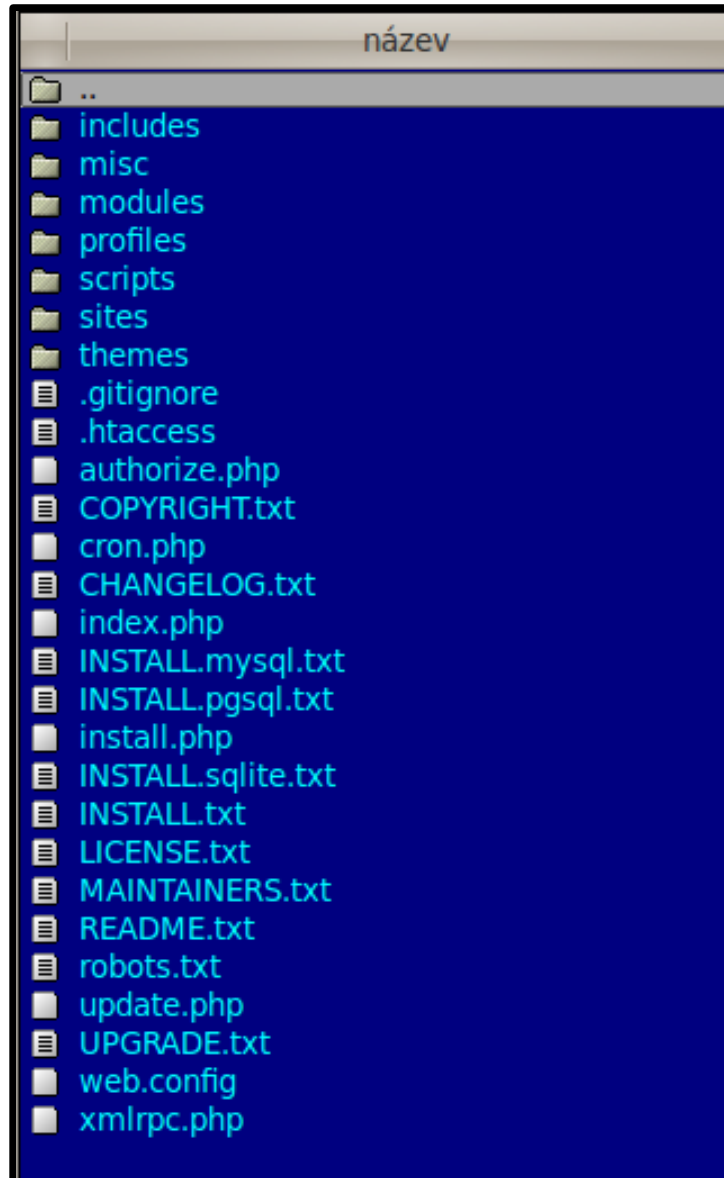 název
..
includes
misc
modules
profiles
scripts
sites
themes
.gitignore
.htaccess
authorize.php
COPYRIGHT.txt
cron.php
CHANGELOG.txt
index.php
INSTALL.mysql.txt
INSTALL.pgsql.txt
install.php
INSTALL.sqlite.txt
INSTALL.txt
LICENSE.txt
MAINTAINERS.txt
README.txt
robots.txt
update.php
UPGRADE.txt
web.config
xmlrpc.php